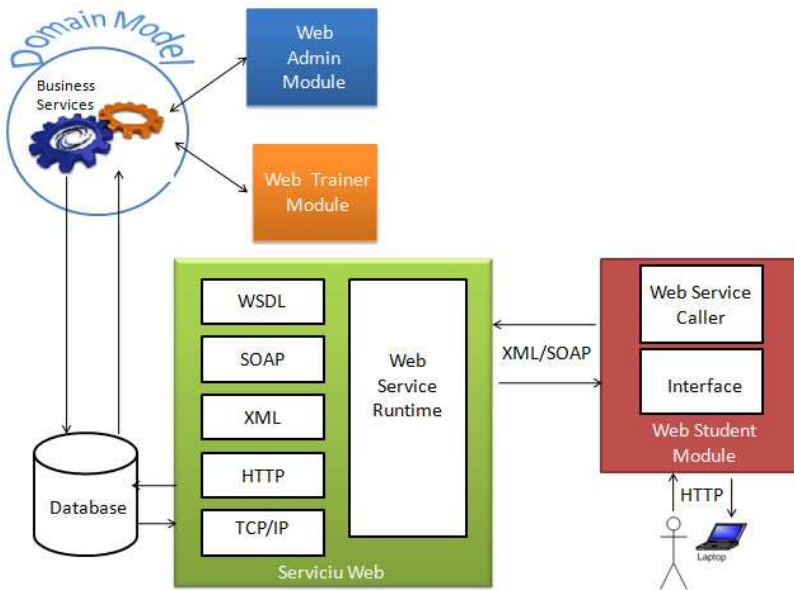 Domain Model
Business
Services
Web
Admin
Module
Web Trainer
Module
WSDL
SOAP
XML
HTTP
TCP/IP
Web
Service
Runtime
Serviciu Web
XML/SOAP
Web Service
Caller
Interface
Web Student
Module
Database
HTTP
Laptop